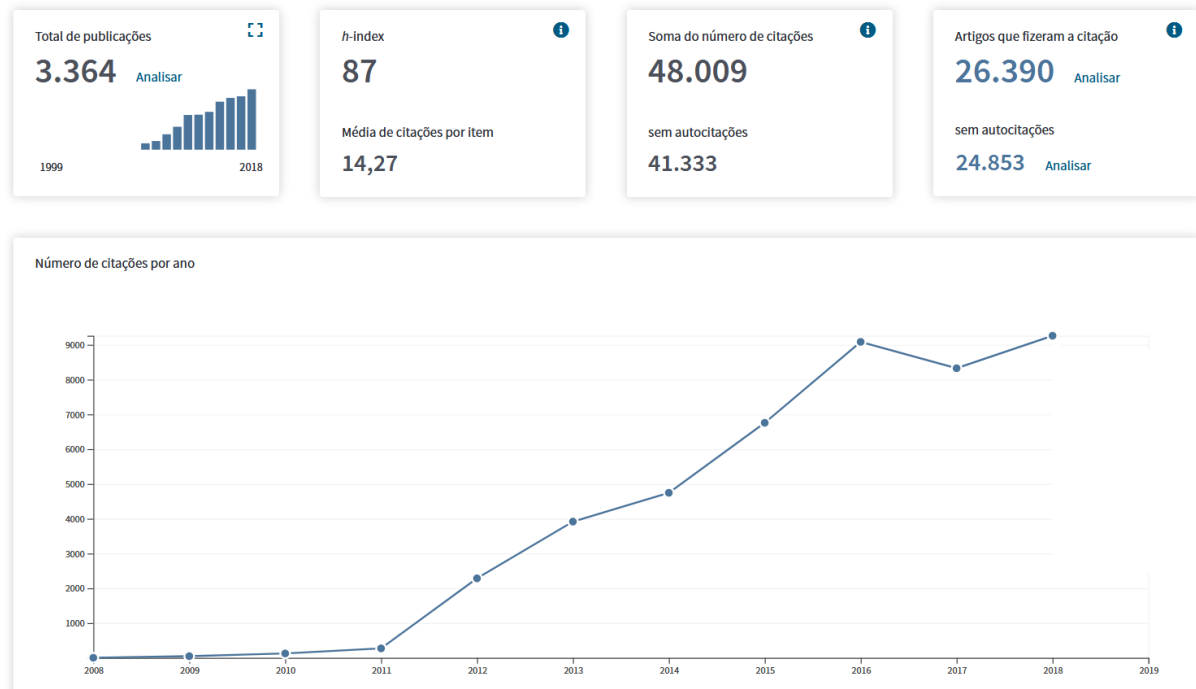 Total de publicações
3.364 Analisar
1999 2018
h-index
87
Média de citações por item
14,27
Soma do número de citações
48.009
sem autocitações
41.333
Artigos que fizeram a citação
26.390 Analisar
sem autocitações
24.853 Analisar
Número de citações por ano
9000
8000
7000
6000
5000
4000
3000
2000
1000
2008 2009 2010 2011 2012 2013 2014 2015 2016 2017 2018 2019